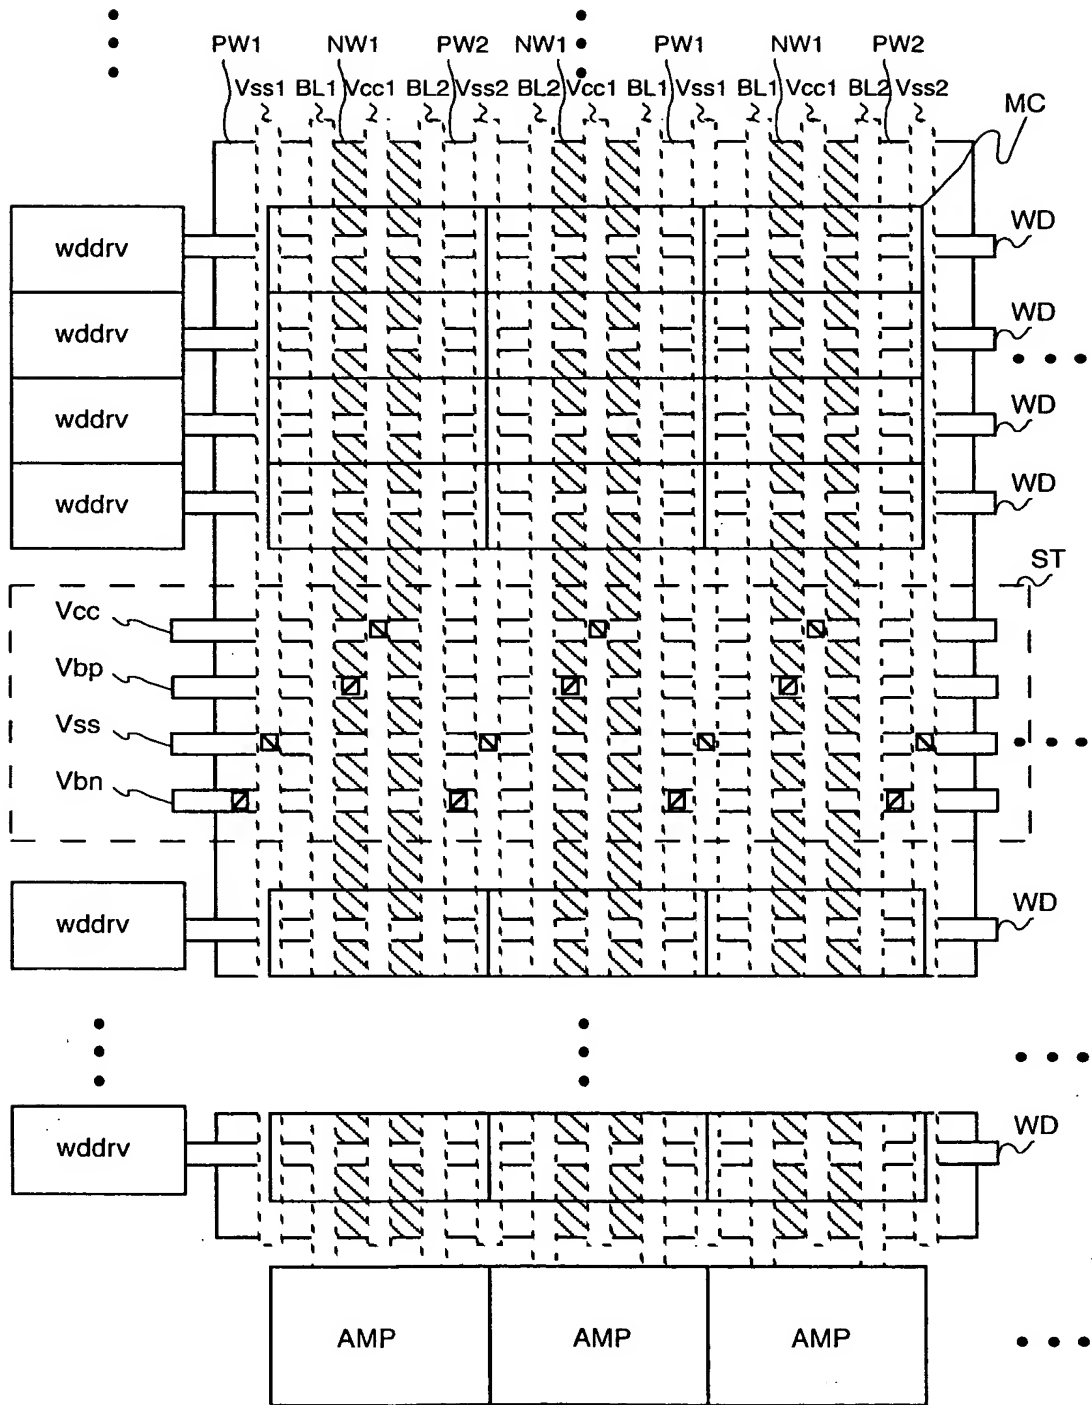 PW1 NW1 PW2 NW1 PW1 NW1 PW2
Vss1 BL1 Vcc1 BL2 Vss2 BL2 Vcc1 BL1 Vss1 BL1 Vcc1 BL2 Vss2
MC
wddrv WD
wddrv WD
wddrv WD
wddrv WD
ST
Vcc
Vbp
Vss
Vbn
wddrv WD
wddrv WD
AMP AMP AMP